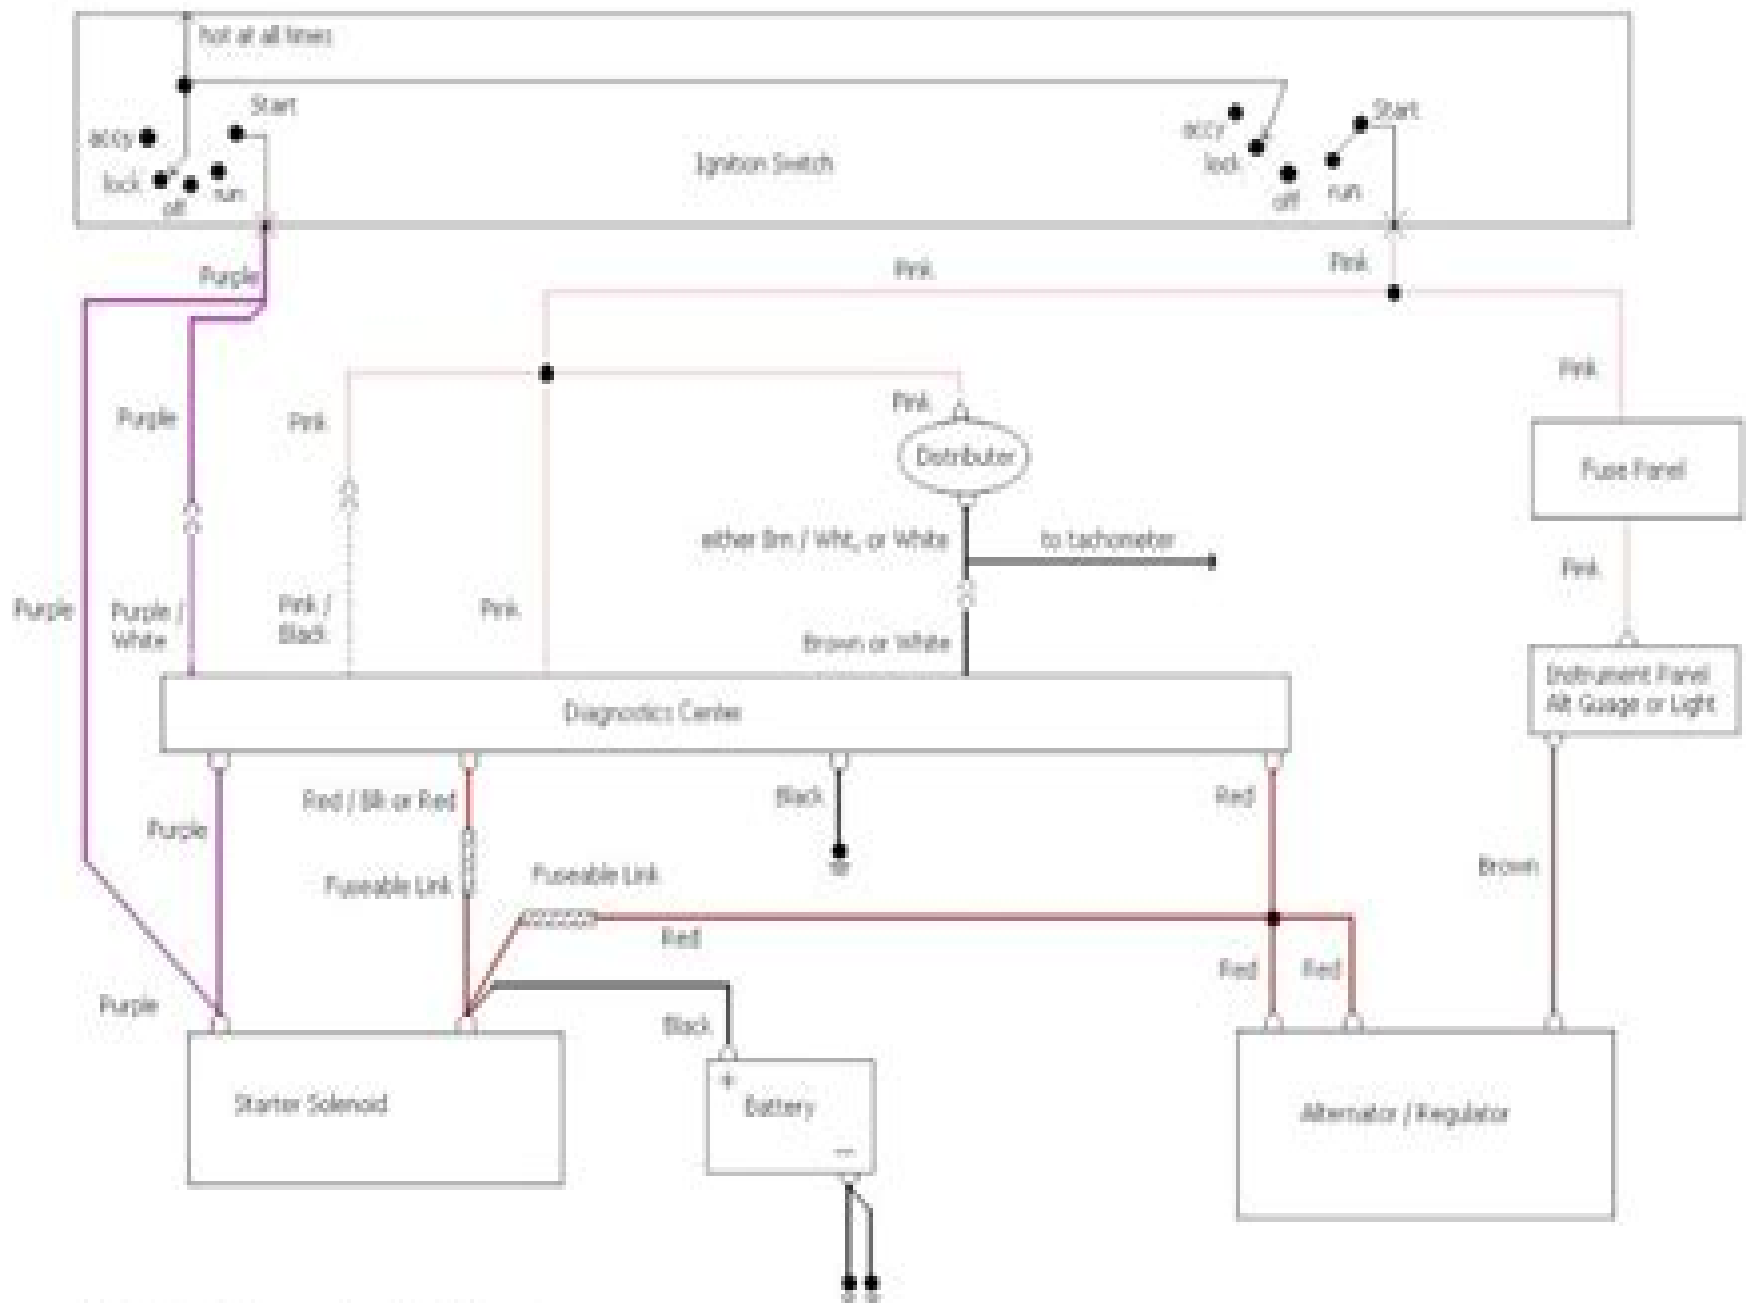 hot at all times
Start
accy
lock
off
run
Ignition Switch
accy
Start
lock
off
run
Purple
Pink
Pink
Purple
Pink
Pink
Pink
Distributer
Fuse Panel
either Brn / Wht, or White
to tachometer
Pink
Purple
Purple /
White
Pink /
Black
Pink
Brown or White
Diagnostics Center
Instrument Panel
Alt Guage or Light
Purple
Red / BR or Red
Black
Red
Fuseable Link
Fuseable Link
Brown
Red
Red
Red
Purple
Black
Starter Solenoid
+
Battery
-
Alternator / Regulator